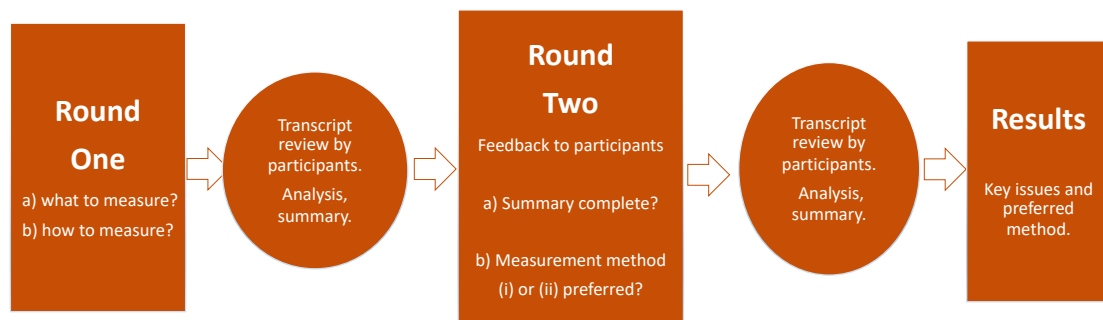 Round
One
a) what to measure?
b) how to measure?
Transcript
review by
participants.
Analysis,
summary.
Round
Two
Feedback to participants
a) Summary complete?
b) Measurement method
(i) or (ii) preferred?
Transcript
review by
participants.
Analysis,
summary.
Results
Key issues and
preferred
method.